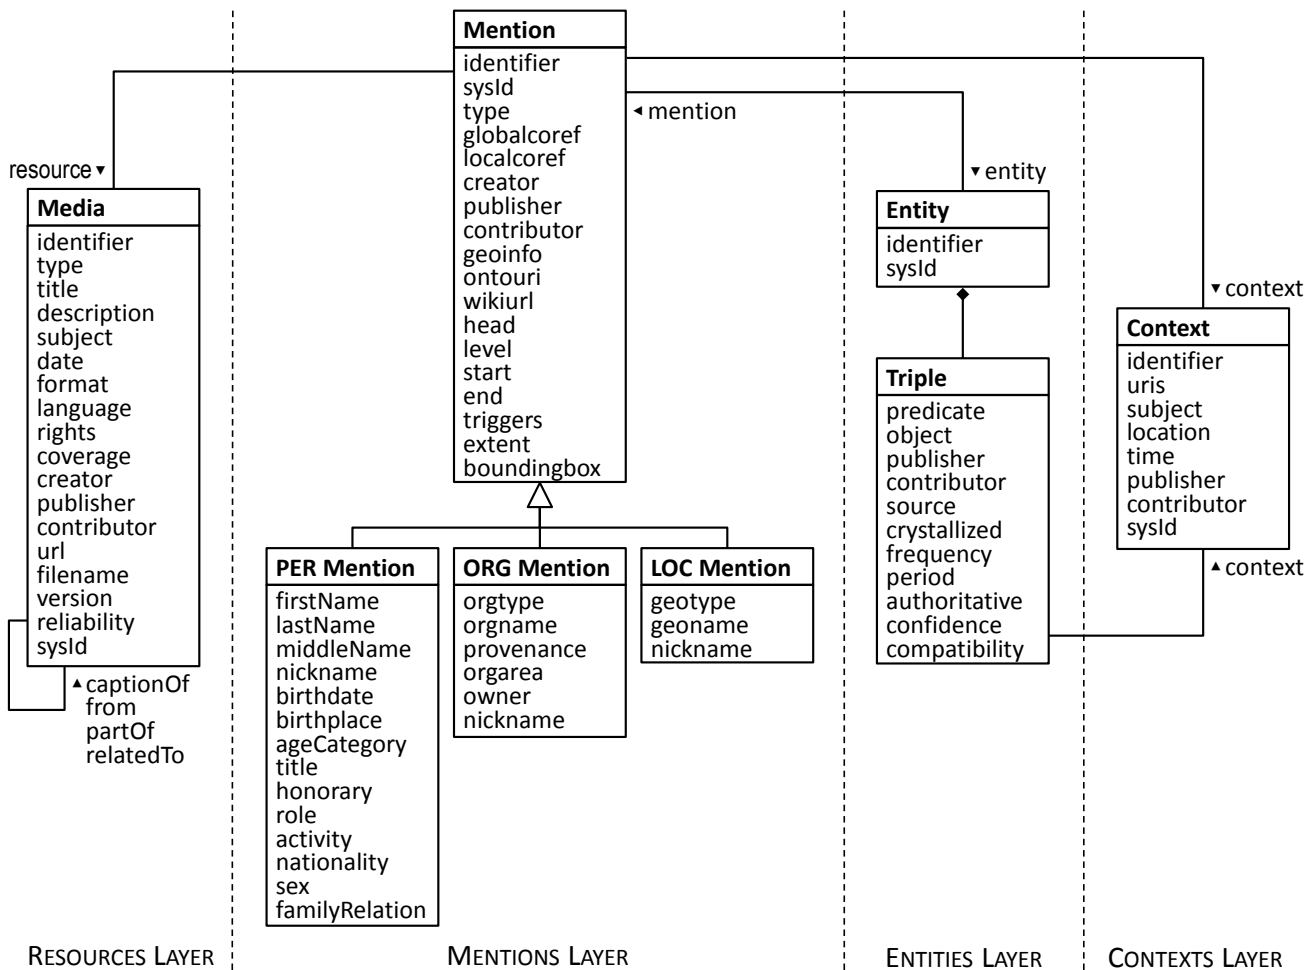 Mention
identifier
sysId
type
globalcoref
localcoref
creator
publisher
contributor
geoinfo
ontouri
wikiurl
head
level
start
end
triggers
extent
boundingbox
resource ▾
Media
identifier
type
title
description
subject
date
format
language
rights
coverage
creator
publisher
contributor
url
filename
version
reliability
sysId
▴ captionOf
from
partOf
relatedTo
PER Mention
firstName
lastName
middleName
nickname
birthdate
birthplace
ageCategory
title
honorary
role
activity
nationality
sex
familyRelation
ORG Mention
orgtype
orgname
provenance
orgarea
owner
nickname
LOC Mention
geotype
geoname
nickname
◂ mention
▾ entity
Entity
identifier
sysId
Triple
predicate
object
publisher
contributor
source
crystallized
frequency
period
authoritative
confidence
compatibility
▾ context
Context
identifier
uris
subject
location
time
publisher
contributor
sysId
▴ context
RESOURCES LAYER
MENTIONS LAYER
ENTITIES LAYER
CONTEXTS LAYER